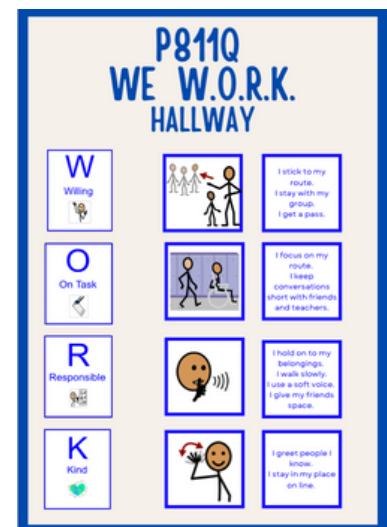 P811Q
WE W.O.R.K.
HALLWAY
W
Willing
I stick to my
route.
I stay with my
group.
I get a pass.
O
On Task
I focus on my
route.
I keep
conversations
short with friends
and teachers.
R
Responsible
I hold on to my
belongings.
I walk slowly.
I use a soft voice.
I give my friends
space.
K
Kind
I greet people I
know.
I stay in my place
on line.